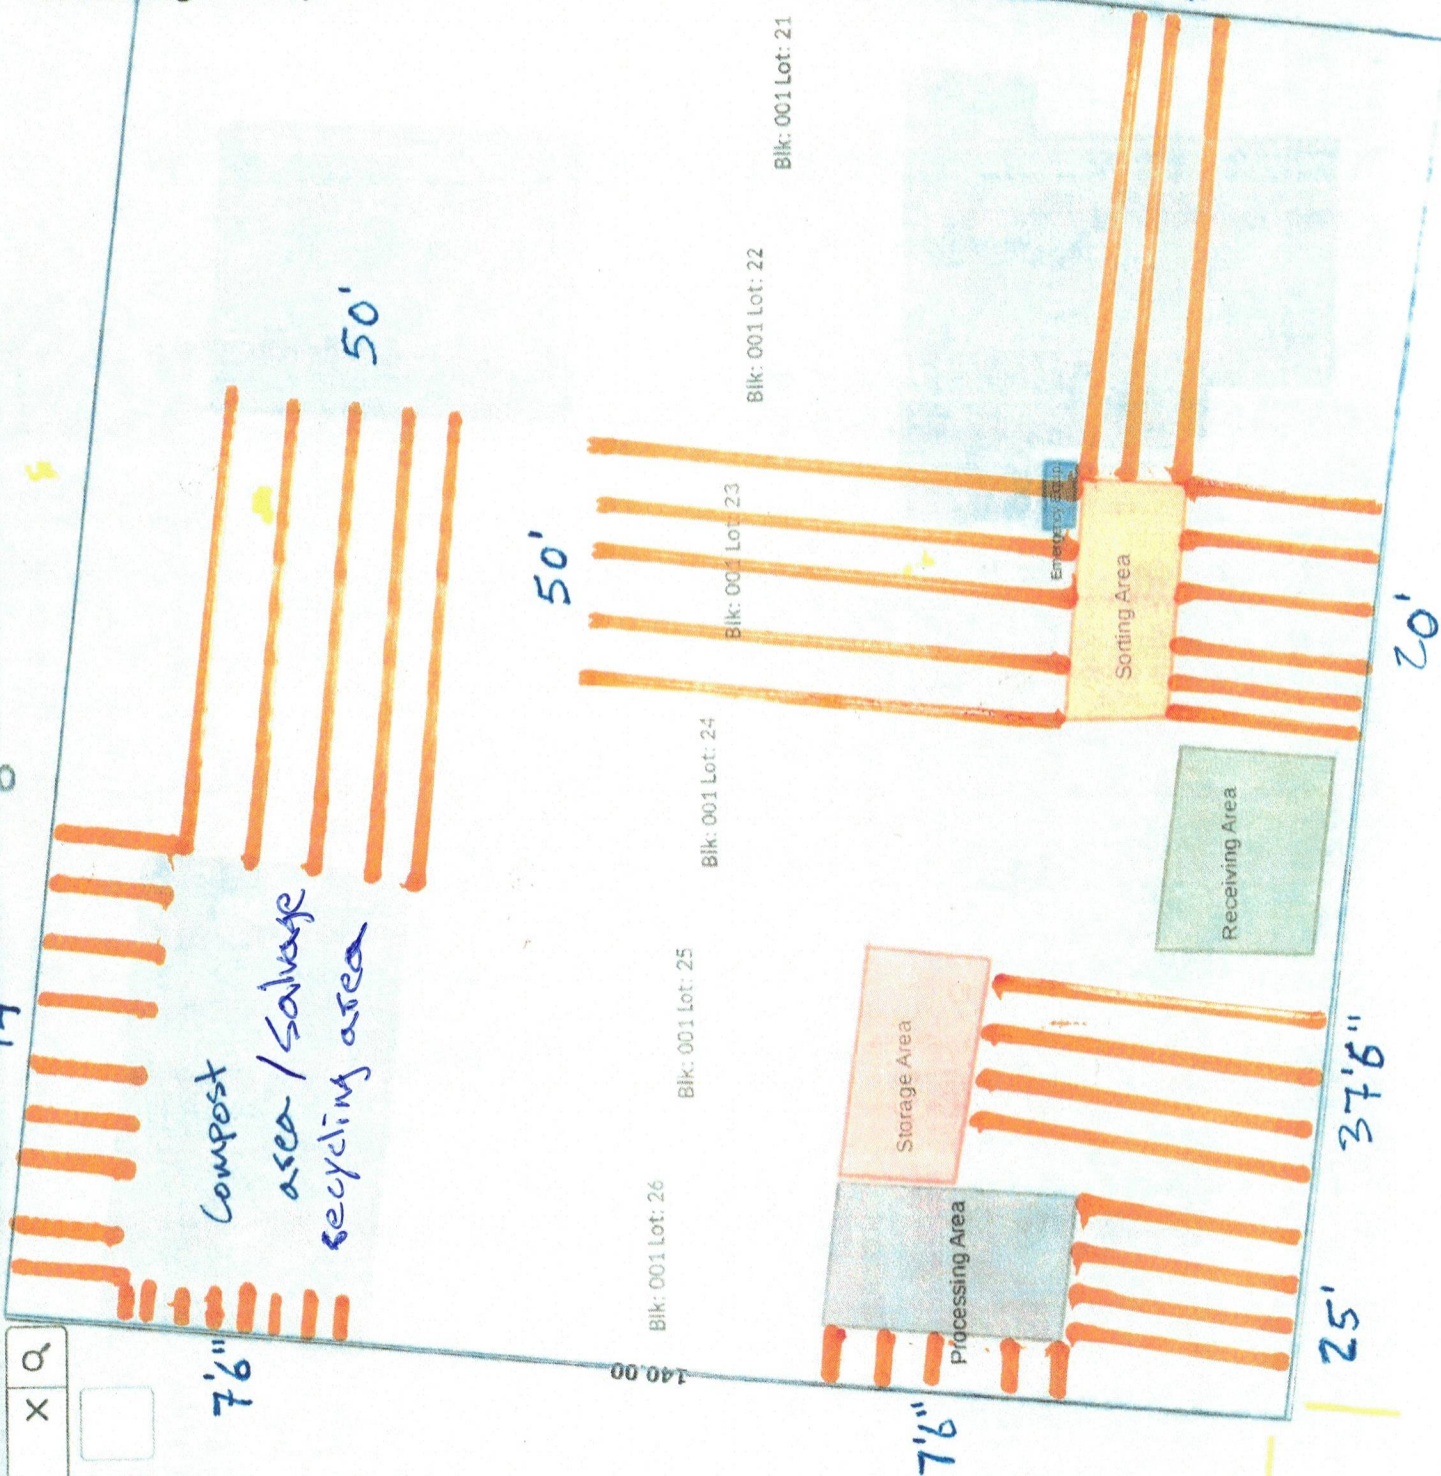 X
Blk: 001 Lot: 21
Blk: 001 Lot: 22
Blk: 001 Lot: 23
Blk: 001 Lot: 24
Blk: 001 Lot: 25
Blk: 001 Lot: 26
50'
50'
compost
area / Salvage
recycling area
7'6"
140.00
Emergency Equip.
Sorting Area
Receiving Area
Storage Area
Processing Area
20'
37'6"
25'
7'6"